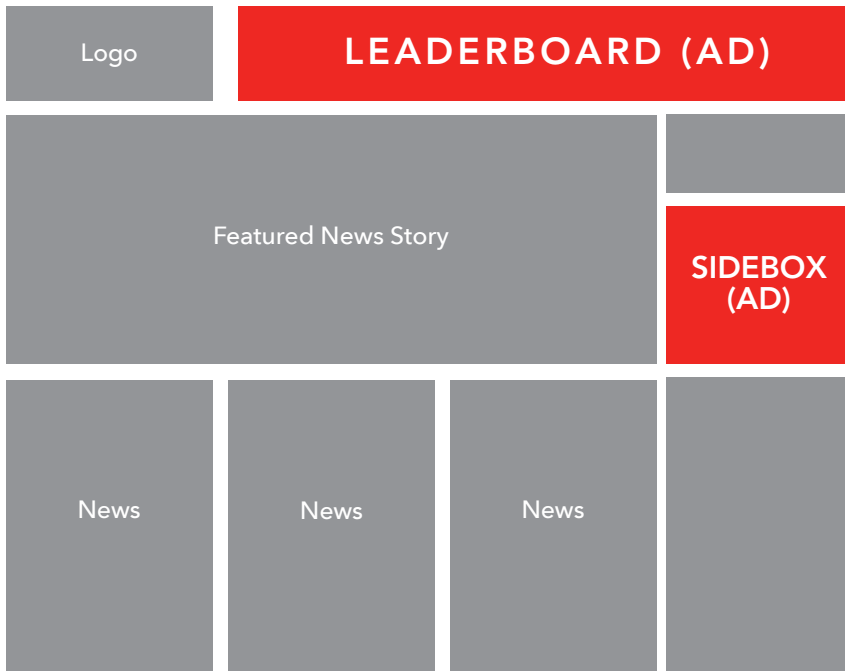 Logo
LEADERBOARD (AD)
Featured News Story
SIDEBOX
(AD)
News
News
News